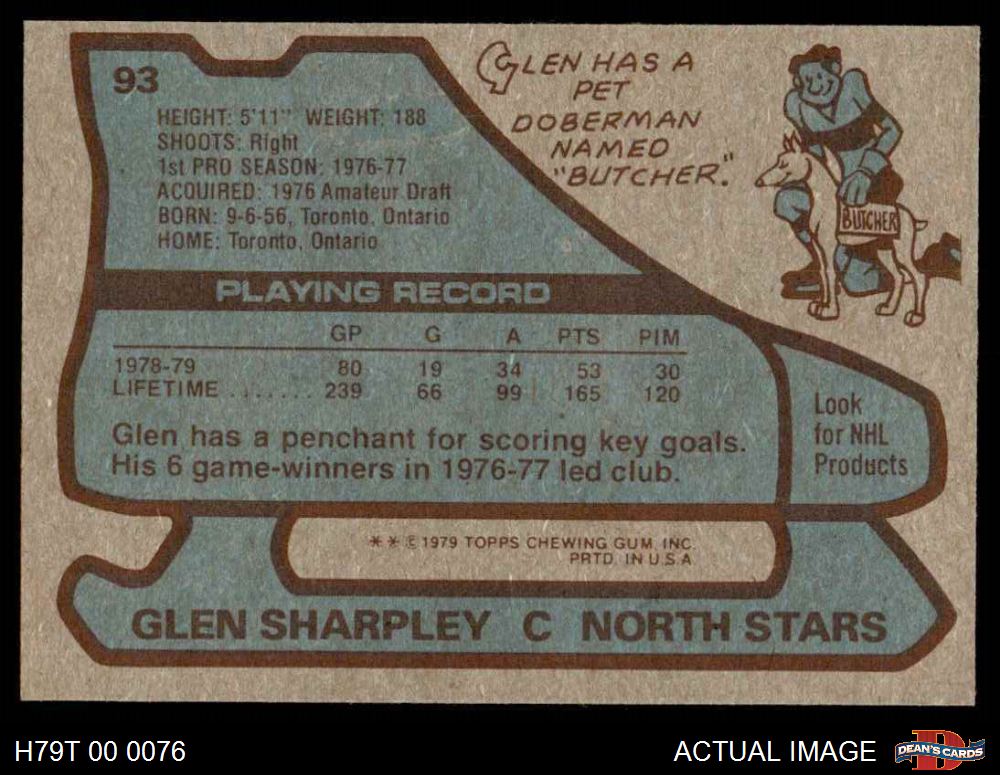 93
HEIGHT: 5'11" WEIGHT: 188
SHOOTS: Right
1st PRO SEASON: 1976-77
ACQUIRED: 1976 Amateur Draft
BORN: 9-6-56, Toronto, Ontario
HOME: Toronto, Ontario
GLEN HAS A
PET
DOBERMAN
NAMED
"BUTCHER."
BUTCHER
PLAYING RECORD
GP G A PTS PIM
1978-79 80 19 34 53 30
LIFETIME ....... 239 66 99 165 120
Glen has a penchant for scoring key goals.
His 6 game-winners in 1976-77 led club.
Look
for NHL
Products
** © 1979 TOPPS CHEWING GUM, INC.
PRTD. IN U.S.A.
GLEN SHARPLEY C NORTH STARS
H79T 00 0076
ACTUAL IMAGE
D
DEAN'S CARDS